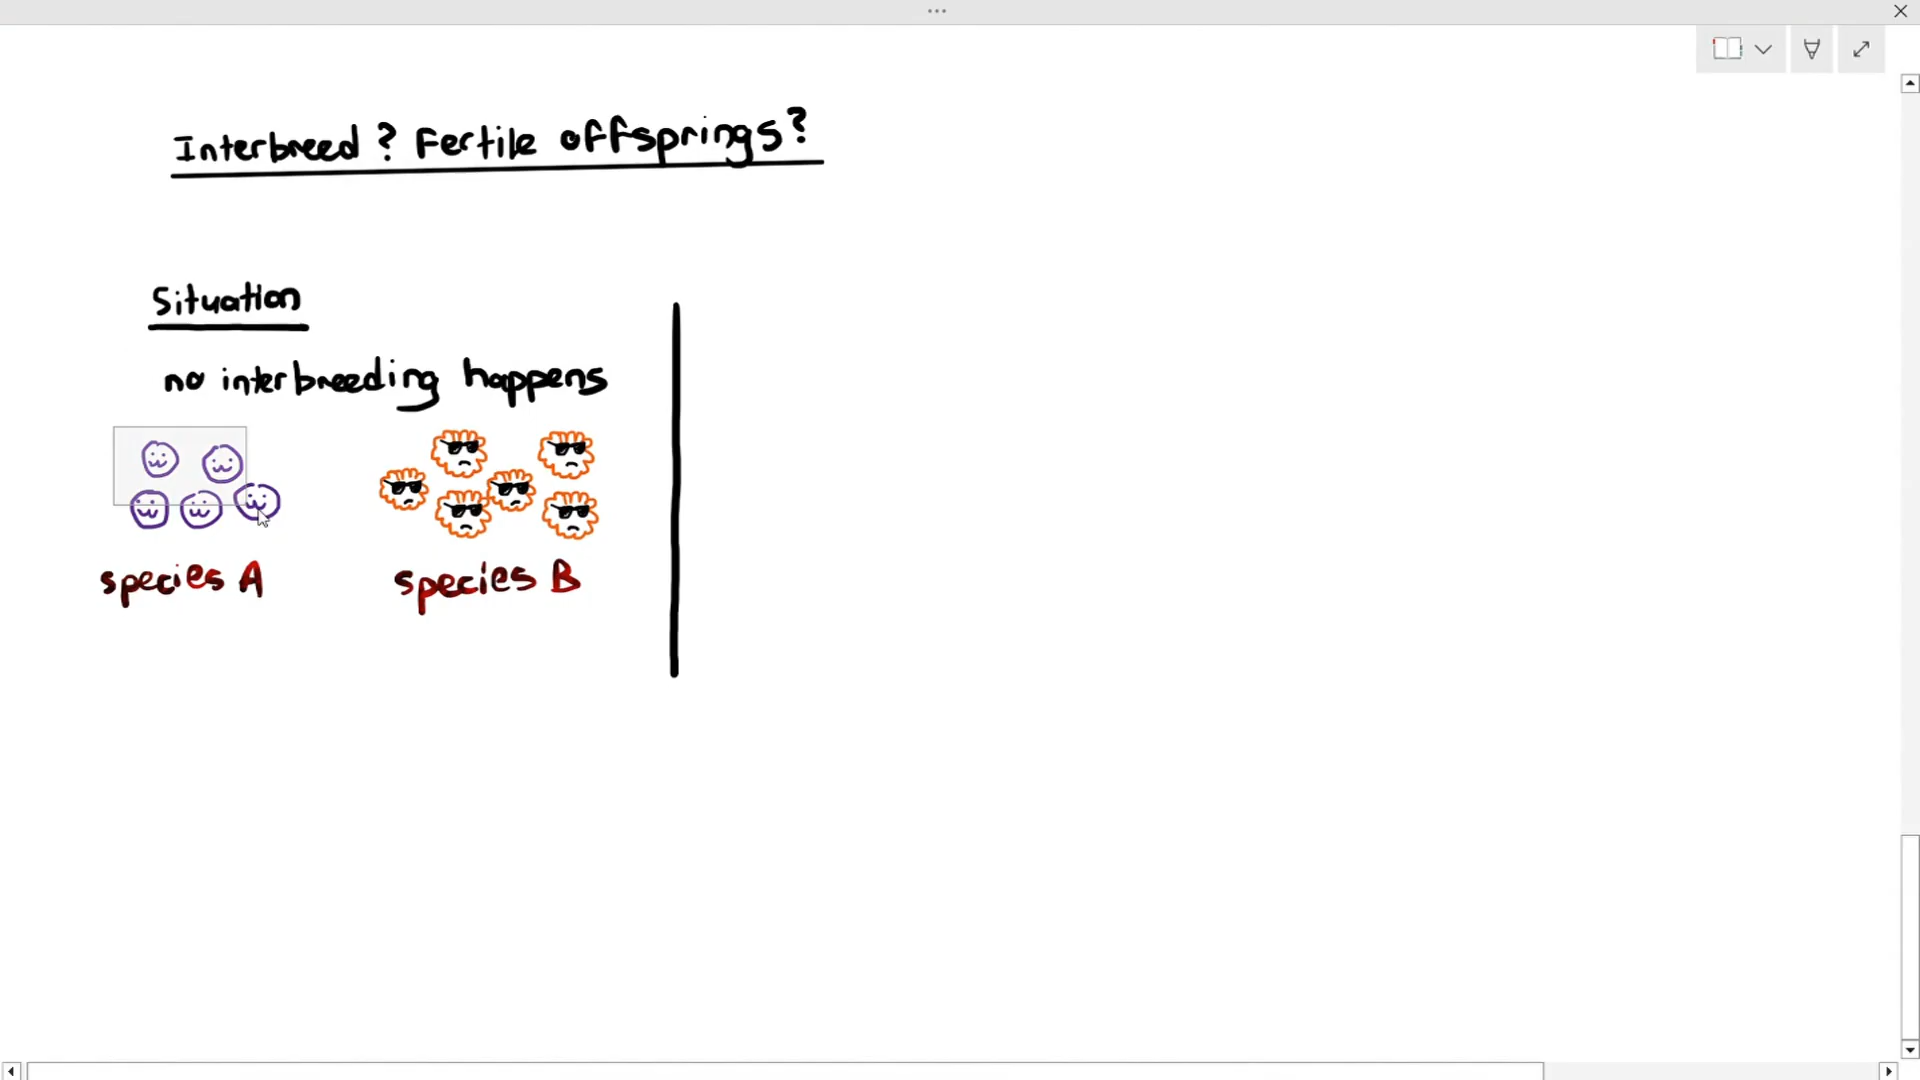 Interbreed? Fertile offsprings?
Situation
no interbreeding happens
species A
species B